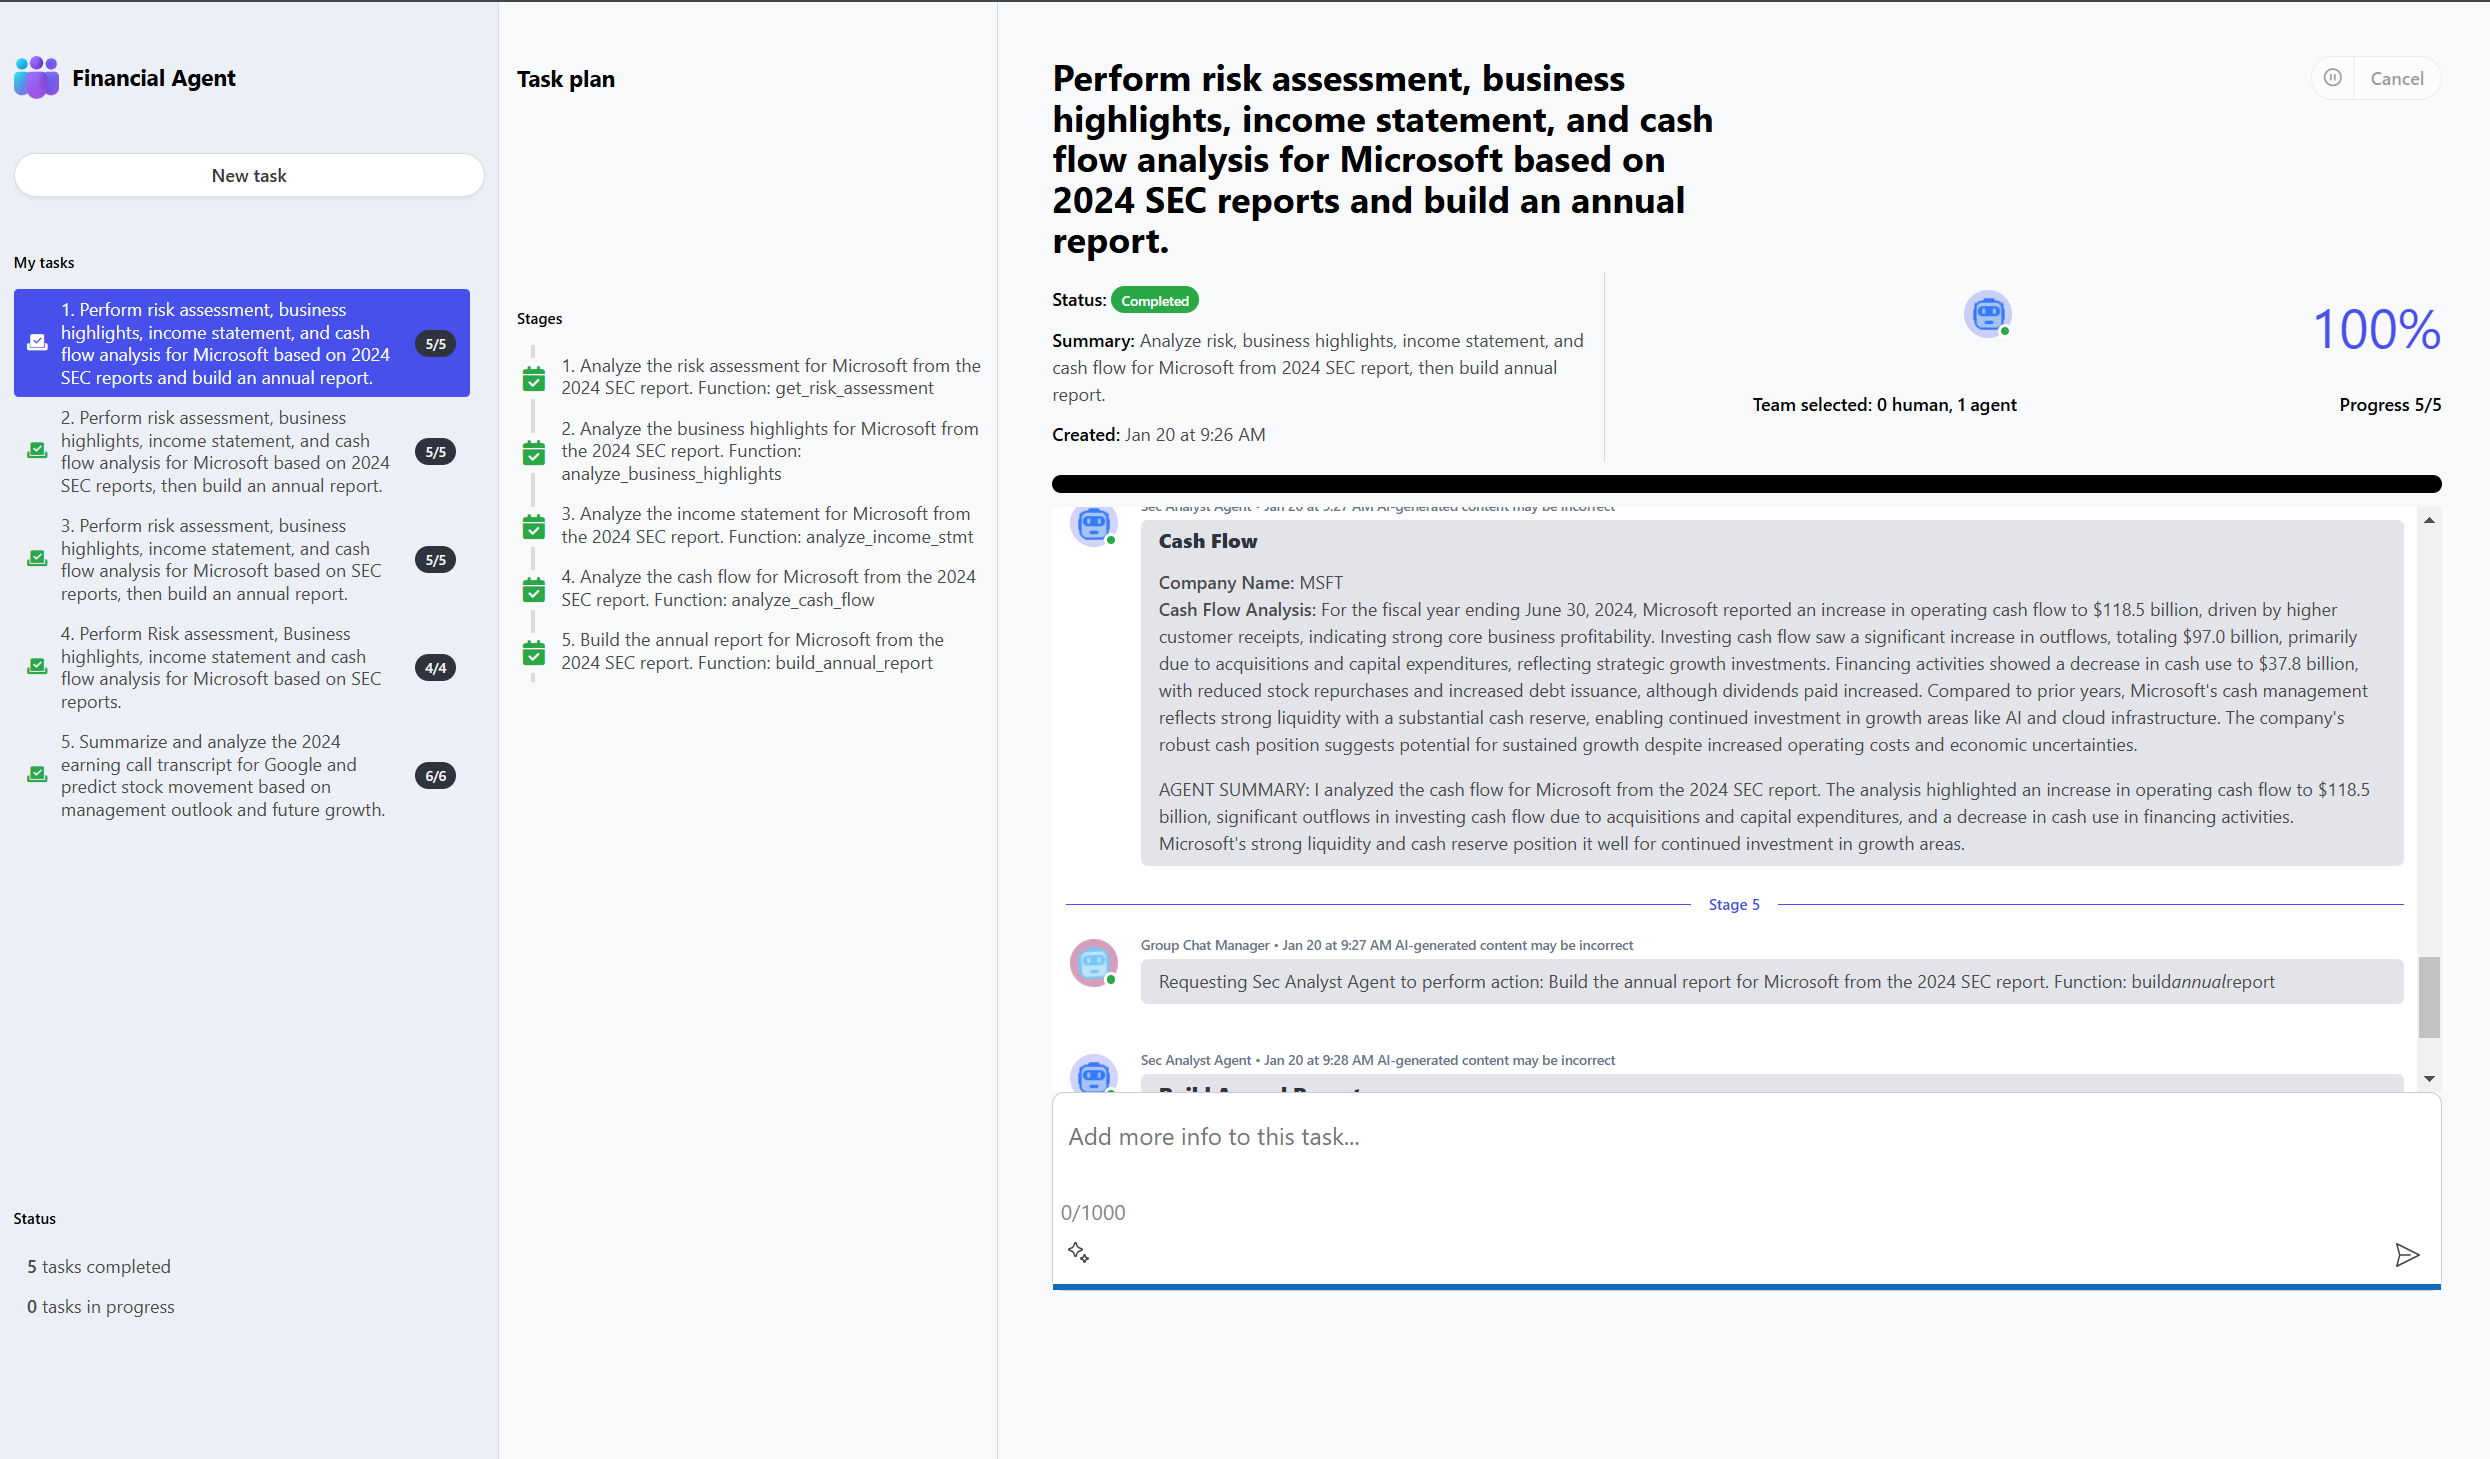 Financial Agent
New task
My tasks
1. Perform risk assessment, business
highlights, income statement, and cash
flow analysis for Microsoft based on 2024
SEC reports and build an annual report.
5/5
2. Perform risk assessment, business
highlights, income statement, and cash
flow analysis for Microsoft based on 2024
SEC reports, then build an annual report.
5/5
3. Perform risk assessment, business
highlights, income statement, and cash
flow analysis for Microsoft based on SEC
reports, then build an annual report.
5/5
4. Perform Risk assessment, Business
highlights, income statement and cash
flow analysis for Microsoft based on SEC
reports.
4/4
5. Summarize and analyze the 2024
earning call transcript for Google and
predict stock movement based on
management outlook and future growth.
6/6
Status
5 tasks completed
0 tasks in progress
Task plan
Stages
1. Analyze the risk assessment for Microsoft from the
2024 SEC report. Function: get_risk_assessment
2. Analyze the business highlights for Microsoft from
the 2024 SEC report. Function:
analyze_business_highlights
3. Analyze the income statement for Microsoft from
the 2024 SEC report. Function: analyze_income_stmt
4. Analyze the cash flow for Microsoft from the 2024
SEC report. Function: analyze_cash_flow
5. Build the annual report for Microsoft from the
2024 SEC report. Function: build_annual_report
Perform risk assessment, business
highlights, income statement, and cash
flow analysis for Microsoft based on
2024 SEC reports and build an annual
report.
Cancel
Status: Completed
Summary: Analyze risk, business highlights, income statement, and
cash flow for Microsoft from 2024 SEC report, then build annual
report.
Created: Jan 20 at 9:26 AM
Team selected: 0 human, 1 agent
100%
Progress 5/5
Sec Analyst Agent • Jan 20 at 9:27 AM AI-generated content may be incorrect
Cash Flow
Company Name: MSFT
Cash Flow Analysis: For the fiscal year ending June 30, 2024, Microsoft reported an increase in operating cash flow to $118.5 billion, driven by higher
customer receipts, indicating strong core business profitability. Investing cash flow saw a significant increase in outflows, totaling $97.0 billion, primarily
due to acquisitions and capital expenditures, reflecting strategic growth investments. Financing activities showed a decrease in cash use to $37.8 billion,
with reduced stock repurchases and increased debt issuance, although dividends paid increased. Compared to prior years, Microsoft's cash management
reflects strong liquidity with a substantial cash reserve, enabling continued investment in growth areas like AI and cloud infrastructure. The company's
robust cash position suggests potential for sustained growth despite increased operating costs and economic uncertainties.
AGENT SUMMARY: I analyzed the cash flow for Microsoft from the 2024 SEC report. The analysis highlighted an increase in operating cash flow to $118.5
billion, significant outflows in investing cash flow due to acquisitions and capital expenditures, and a decrease in cash use in financing activities.
Microsoft's strong liquidity and cash reserve position it well for continued investment in growth areas.
Stage 5
Group Chat Manager • Jan 20 at 9:27 AM AI-generated content may be incorrect
Requesting Sec Analyst Agent to perform action: Build the annual report for Microsoft from the 2024 SEC report. Function: buildannualreport
Sec Analyst Agent • Jan 20 at 9:28 AM AI-generated content may be incorrect
Build Annual Report
Add more info to this task...
0/1000